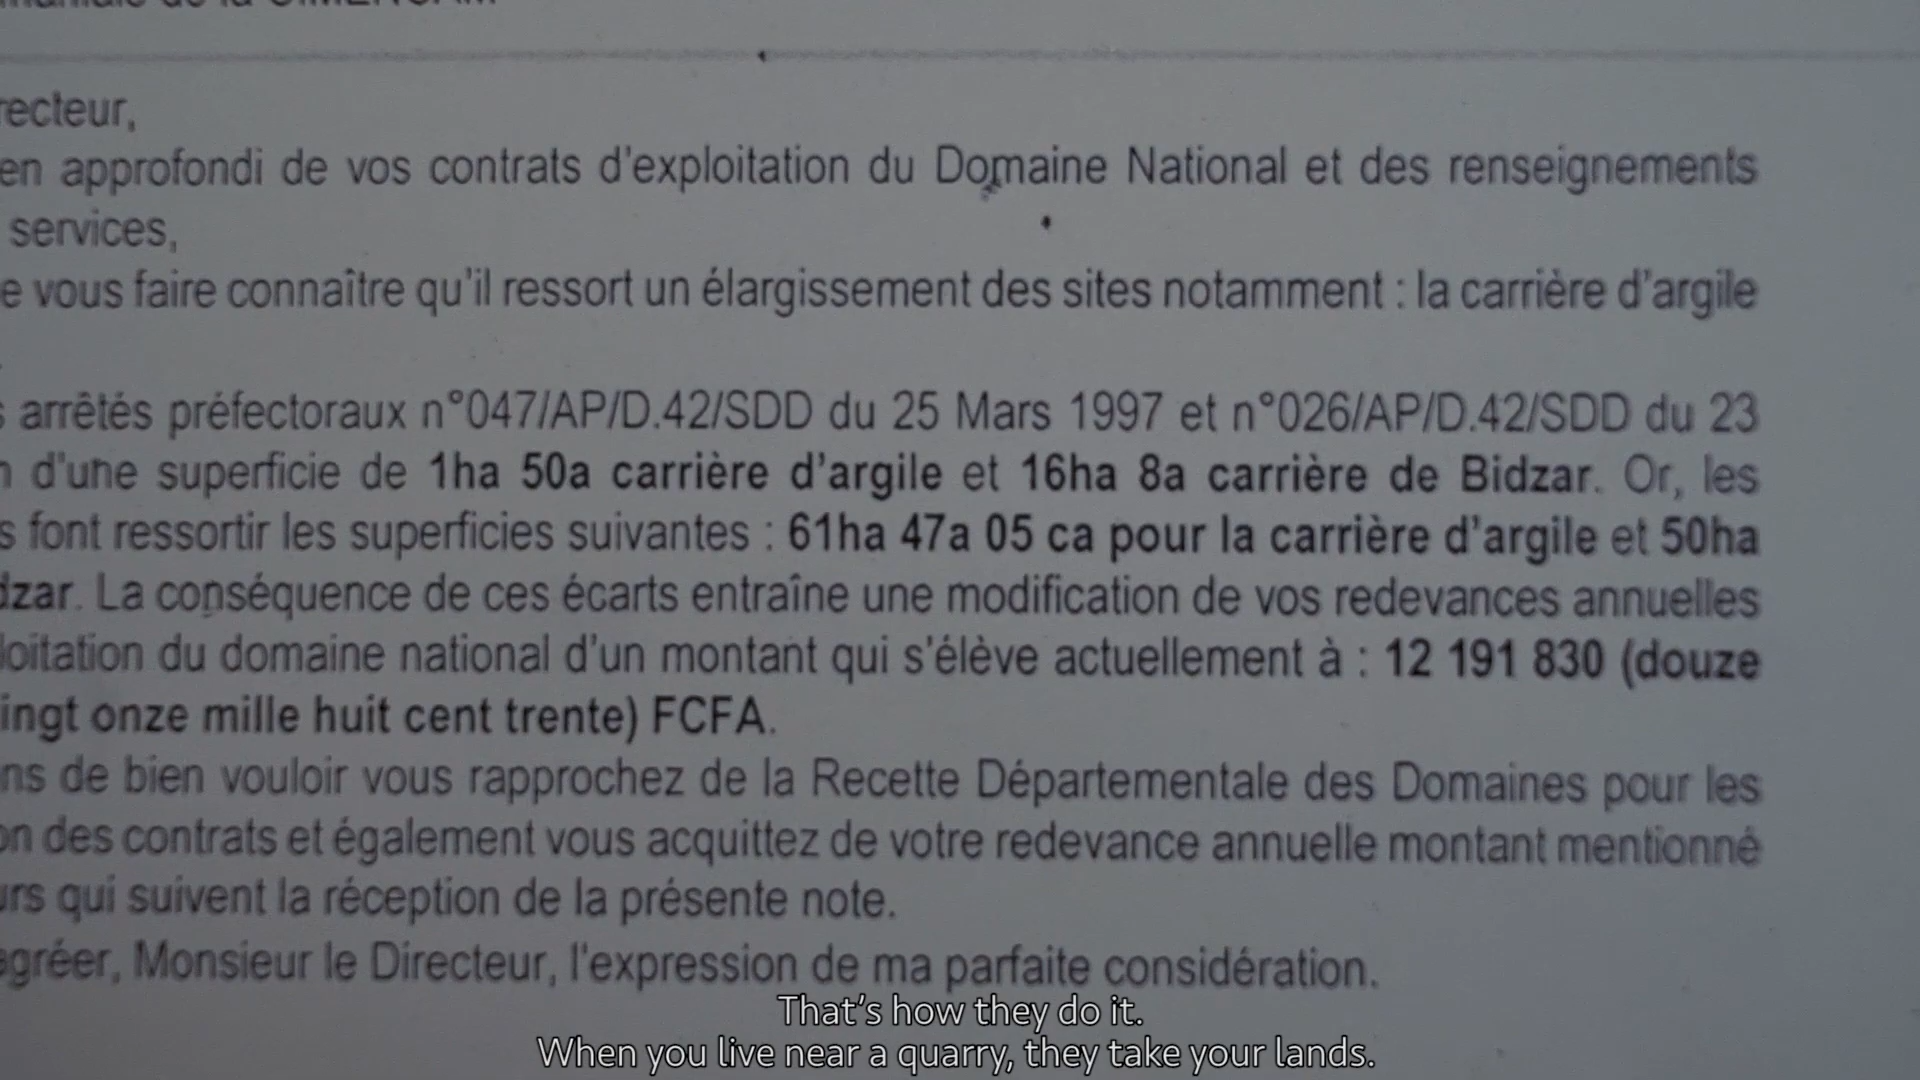 de la CIMENCAM
recteur,
en approfondi de vos contrats d'exploitation du Domaine National et des renseignements
services,
e vous faire connaître qu'il ressort un élargissement des sites notamment : la carrière d'argile
s arrêtés préfectoraux n°047/AP/D.42/SDD du 25 Mars 1997 et n°026/AP/D.42/SDD du 23
n d'une superficie de 1ha 50a carrière d'argile et 16ha 8a carrière de Bidzar. Or, les
s font ressortir les superficies suivantes : 61ha 47a 05 ca pour la carrière d'argile et 50ha
dzar. La conséquence de ces écarts entraîne une modification de vos redevances annuelles
loitation du domaine national d'un montant qui s'élève actuellement à : 12 191 830 (douze
ingt onze mille huit cent trente) FCFA.
ns de bien vouloir vous rapprochez de la Recette Départementale des Domaines pour les
on des contrats et également vous acquittez de votre redevance annuelle montant mentionné
urs qui suivent la réception de la présente note.
agréer, Monsieur le Directeur, l'expression de ma parfaite considération.
That's how they do it.
When you live near a quarry, they take your lands.